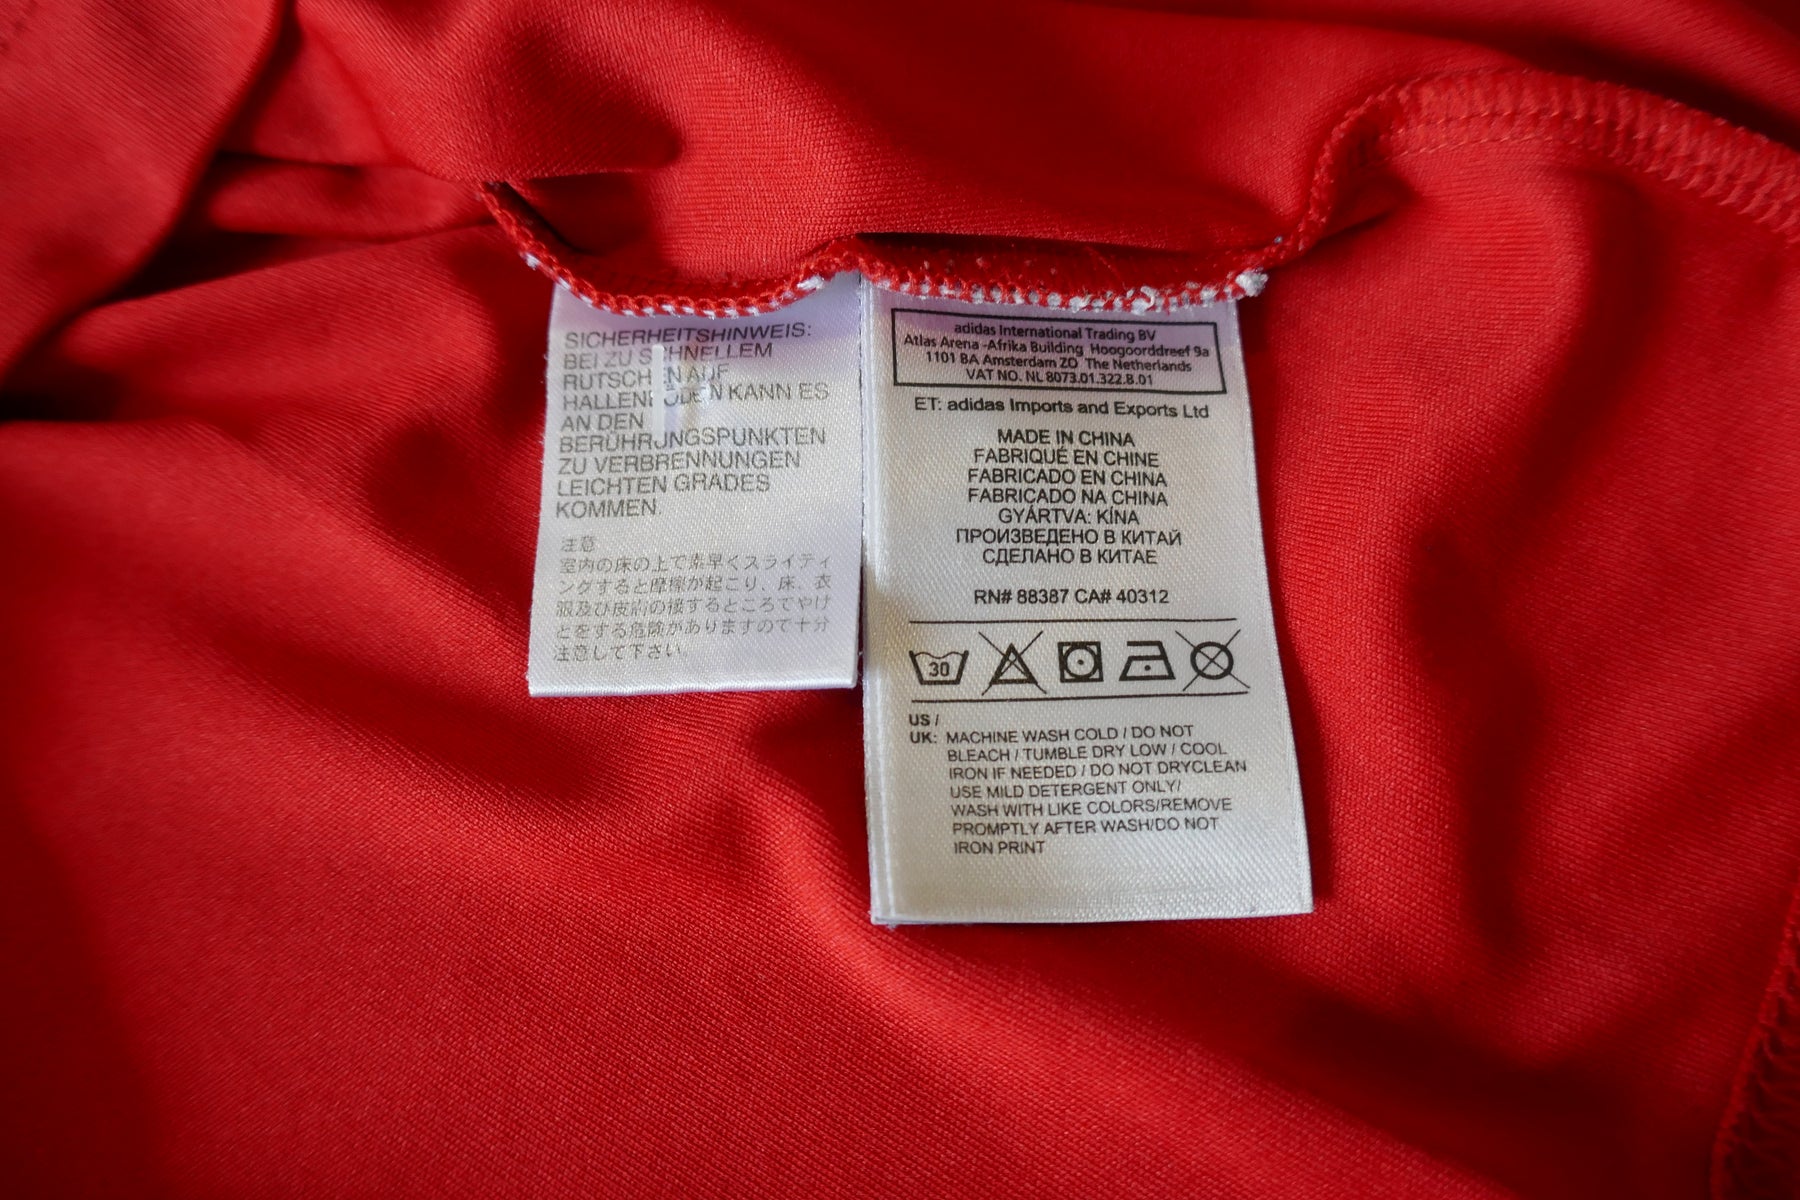 SICHERHEITSHINWEIS:
BEI ZU SCHNELLEM
RUTSCHEN AUF
HALLENBÖDEN KANN ES
AN DEN
BERÜHRUNGSPUNKTEN
ZU VERBRENNUNGEN
LEICHTEN GRADES
KOMMEN.
注意
室内の床の上で素早くスライディ
ングすると摩擦が起こり、床、衣
服及び皮膚の接するところでやけ
どをする危険がありますので十分
注意して下さい。
adidas International Trading BV
Atlas Arena -Afrika Building Hoogoorddreef 9a
1101 BA Amsterdam ZO The Netherlands
VAT NO. NL 8073.01.322.B.01
ET: adidas Imports and Exports Ltd
MADE IN CHINA
FABRIQUÉ EN CHINE
FABRICADO EN CHINA
FABRICADO NA CHINA
GYÁRTVA: KÍNA
ПРОИЗВЕДЕНО В КИТАЙ
СДЕЛАНО В КИТАЕ
RN# 88387 CA# 40312
30
US /
UK: MACHINE WASH COLD / DO NOT
BLEACH / TUMBLE DRY LOW / COOL
IRON IF NEEDED / DO NOT DRYCLEAN
USE MILD DETERGENT ONLY/
WASH WITH LIKE COLORS/REMOVE
PROMPTLY AFTER WASH/DO NOT
IRON PRINT